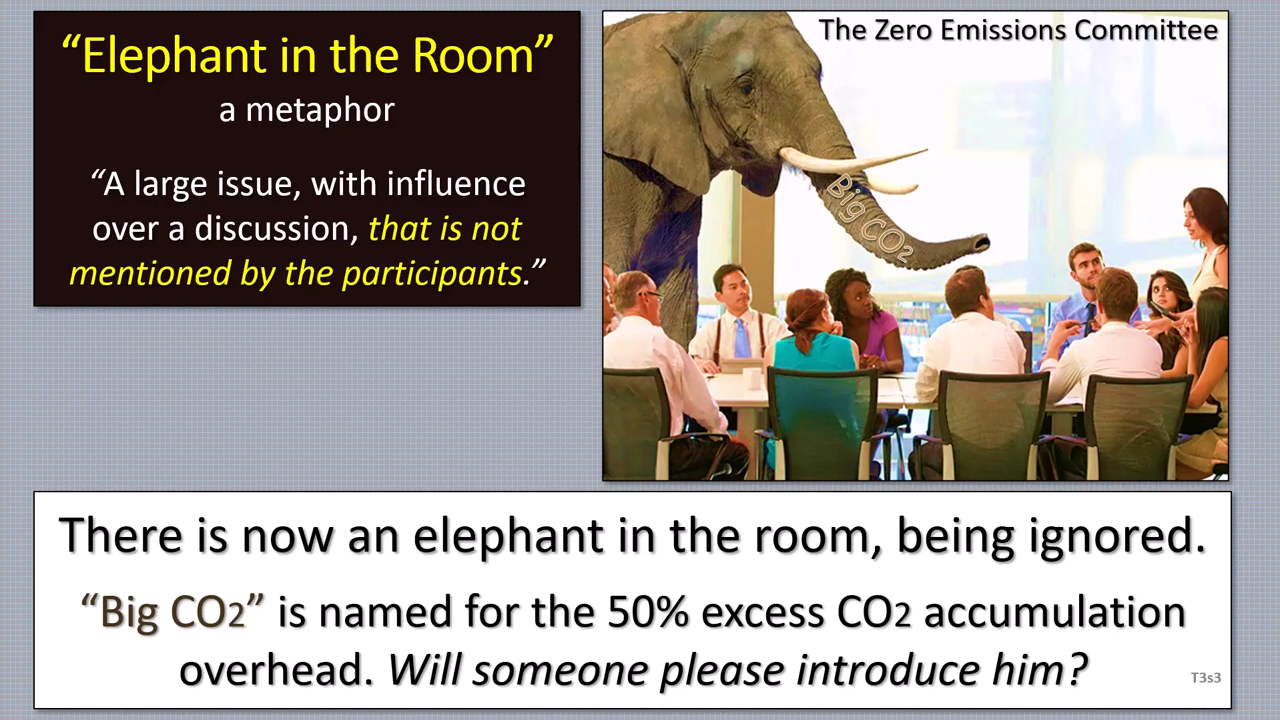 “Elephant in the Room”
a metaphor
“A large issue, with influence
over a discussion, that is not
mentioned by the participants.”
The Zero Emissions Committee
Big CO2
There is now an elephant in the room, being ignored.
“Big CO2” is named for the 50% excess CO2 accumulation
overhead. Will someone please introduce him?
T3s3